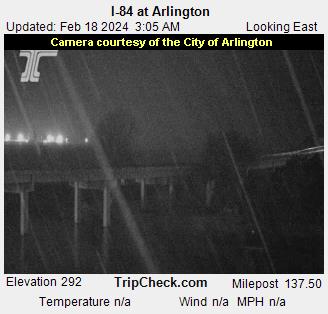 I-84 at Arlington
Updated: Feb 18 2024 3:05 AM Looking East
Camera courtesy of the City of Arlington
Elevation 292 TripCheck.com Milepost 137.50
Temperature n/a Wind n/a MPH n/a